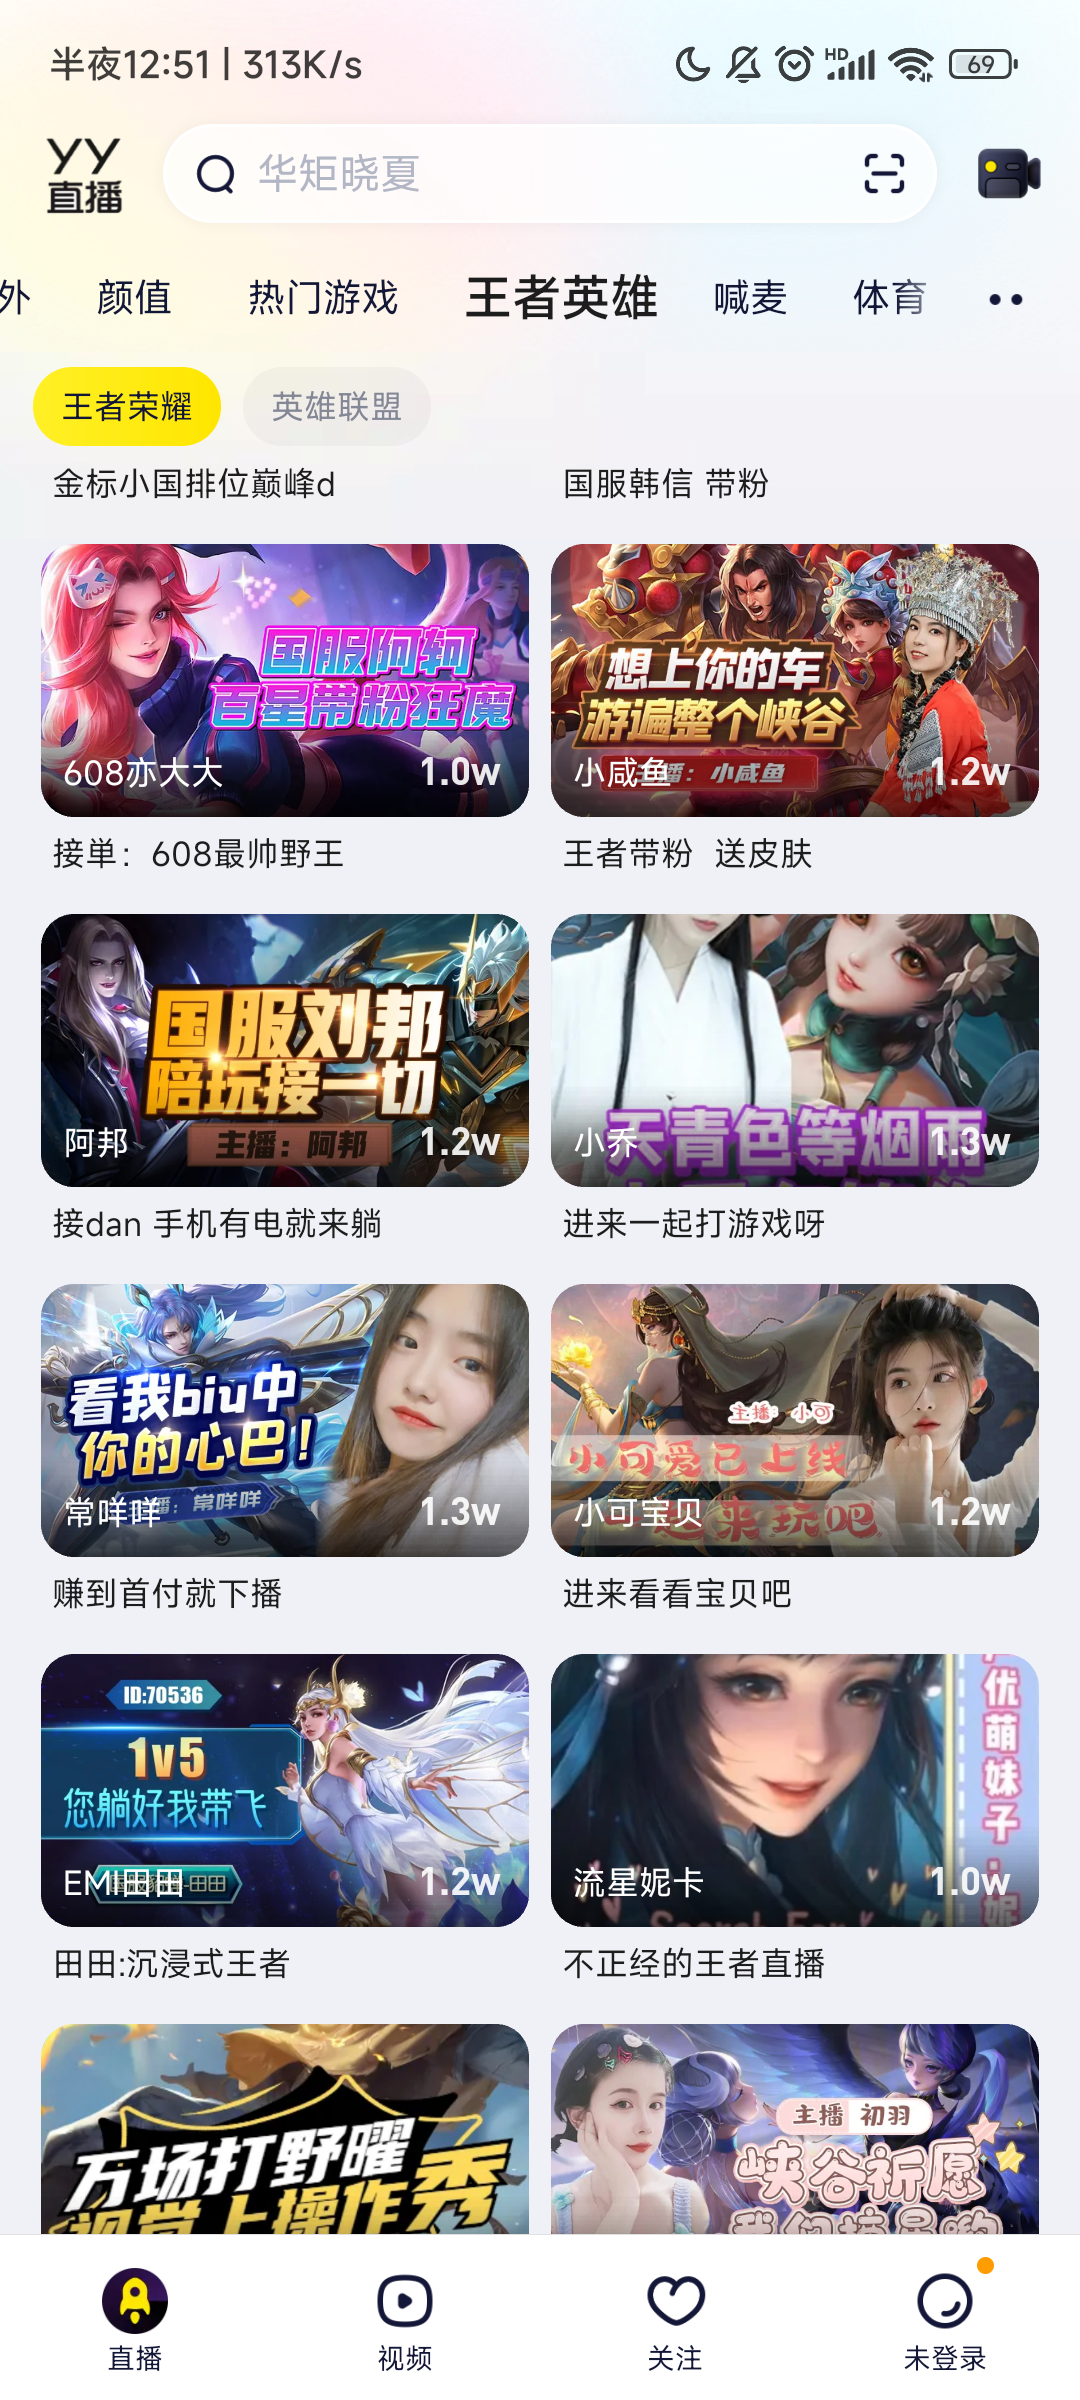 半夜12:51 | 313K/s
HD
69
YY
直播
华矩晓夏
外
颜值
热门游戏
王者英雄
喊麦
体育
王者荣耀
英雄联盟
金标小国排位巅峰d
国服韩信 带粉
国服阿轲
百星带粉狂魔
608亦大大
1.0w
想上你的车
游遍整个峡谷
主播：小咸鱼
小咸鱼
1.2w
接单：608最帅野王
王者带粉 送皮肤
国服刘邦
陪玩接一切
主播：阿邦
阿邦
1.2w
天青色等烟雨
小乔
1.3w
接dan 手机有电就来躺
进来一起打游戏呀
看我biu中
你的心巴！
主播：常咩咩
常咩咩
1.3w
主播：小可
小可爱已上线
一起来玩吧
小可宝贝
1.2w
赚到首付就下播
进来看看宝贝吧
ID:70536
1v5
您躺好我带飞
EMI田田
1.2w
优萌妹子
流星妮卡
1.0w
田田:沉浸式王者
不正经的王者直播
万场打野曜
视觉上操作秀
主播 初羽
峡谷祈愿
直播
视频
关注
未登录